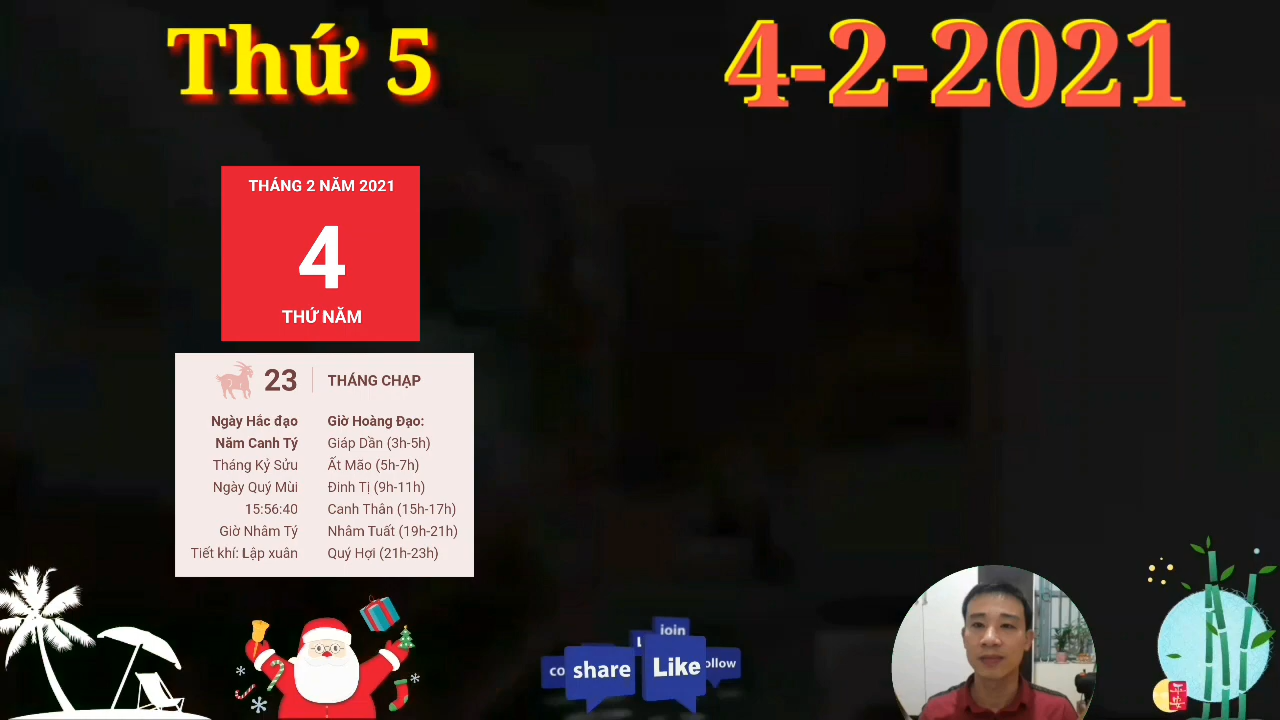 Thứ 5
4-2-2021
THÁNG 2 NĂM 2021
4
THỨ NĂM
23
THÁNG CHẠP
Ngày Hắc đạo
Năm Canh Tý
Tháng Kỷ Sửu
Ngày Quý Mùi
15:56:40
Giờ Nhâm Tý
Tiết khí: Lập xuân
Giờ Hoàng Đạo:
Giáp Dần (3h-5h)
Ất Mão (5h-7h)
Đinh Tị (9h-11h)
Canh Thân (15h-17h)
Nhâm Tuất (19h-21h)
Quý Hợi (21h-23h)
join
co
share
Like
ollow